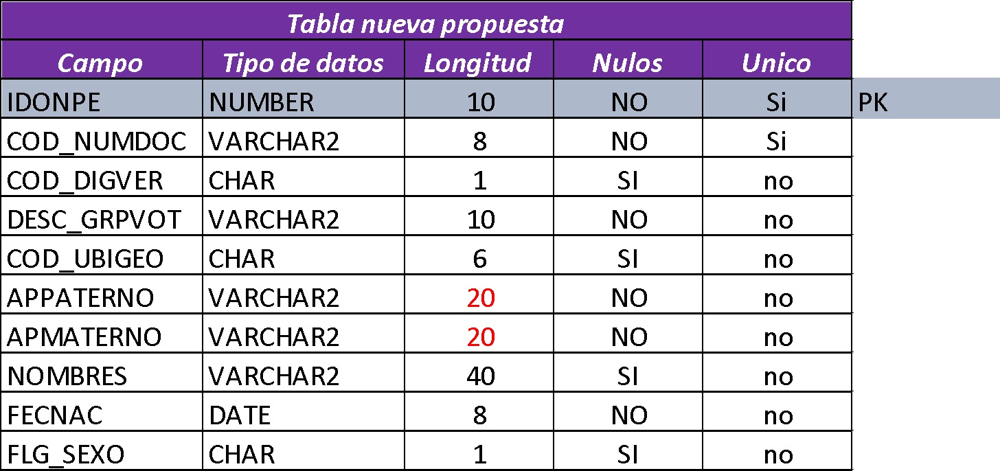 Tabla nueva propuesta
Campo Tipo de datos Longitud Nulos Unico
IDONPE NUMBER 10 NO Si PK
COD_NUMDOC VARCHAR2 8 NO Si
COD_DIGVER CHAR 1 SI no
DESC_GRPVOT VARCHAR2 10 NO no
COD_UBIGEO CHAR 6 SI no
APPATERNO VARCHAR2 20 NO no
APMATERNO VARCHAR2 20 NO no
NOMBRES VARCHAR2 40 SI no
FECNAC DATE 8 NO no
FLG_SEXO CHAR 1 SI no